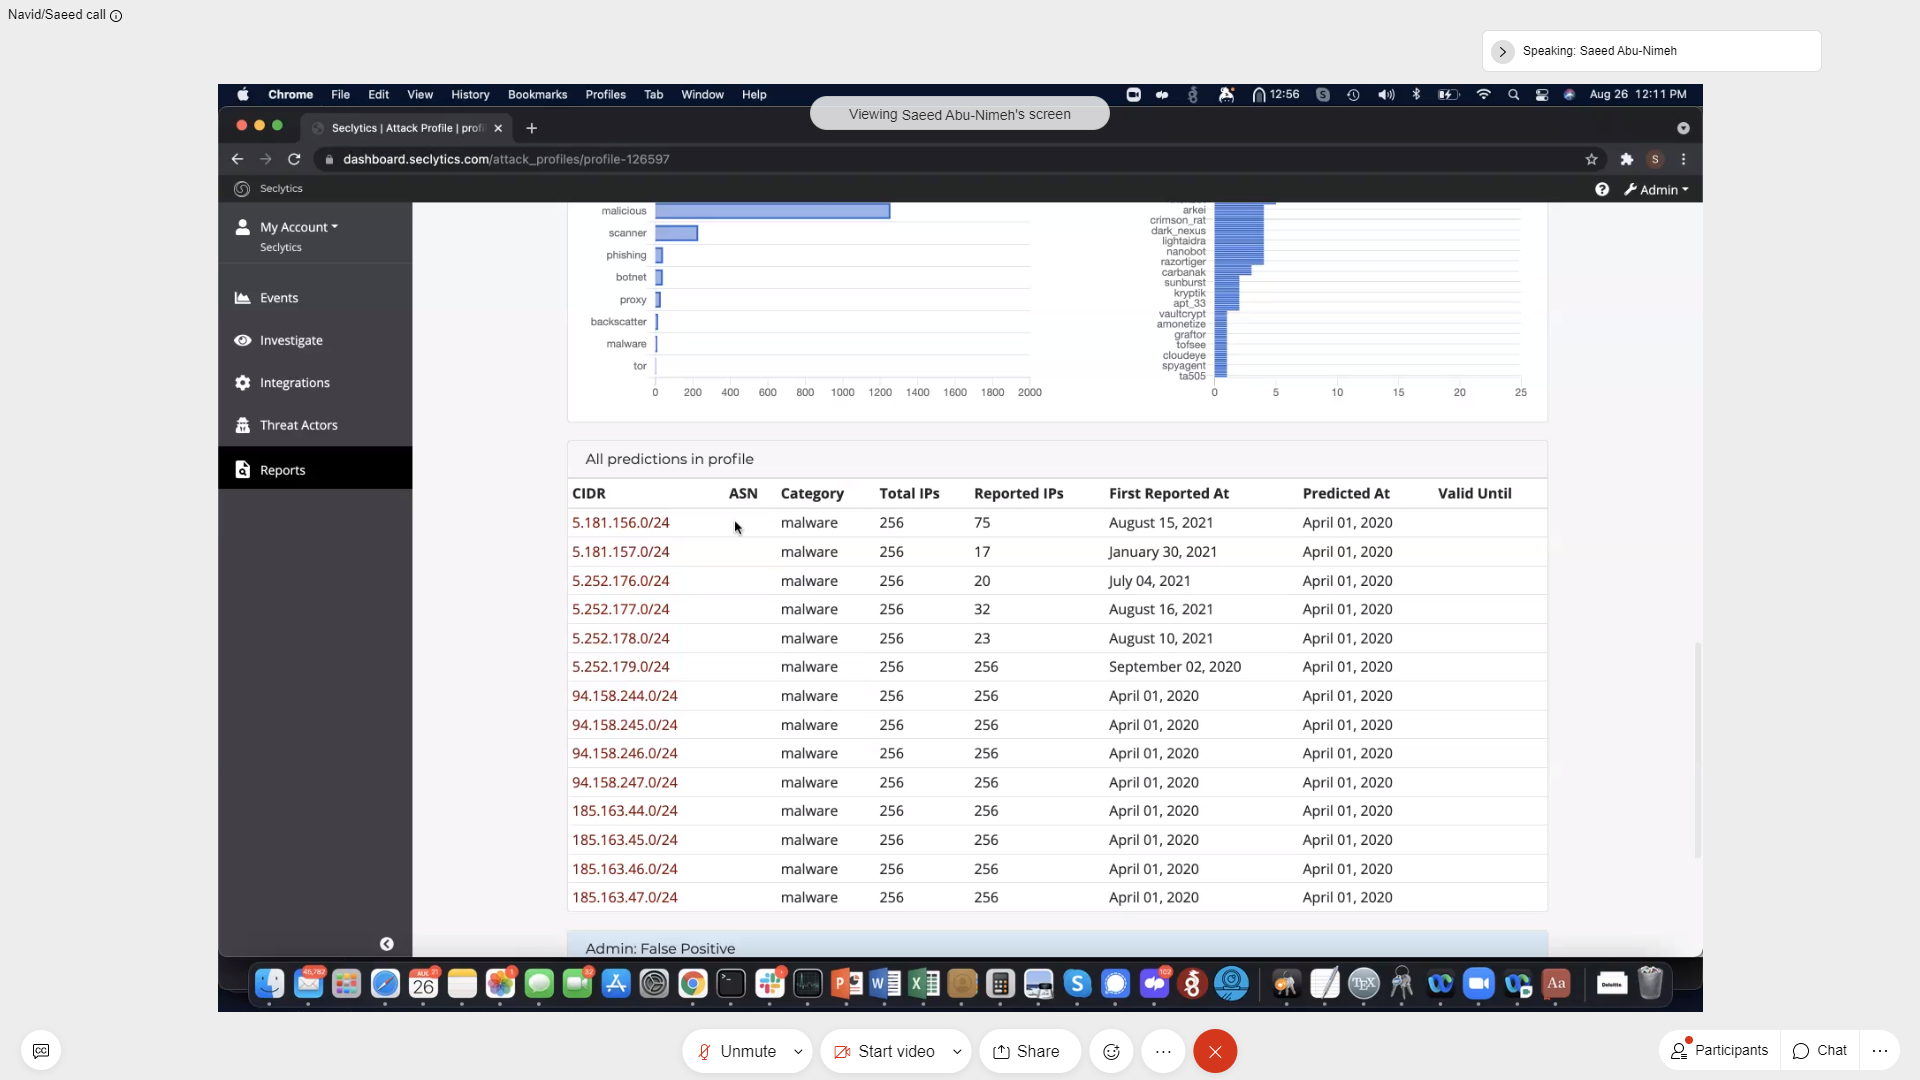 Navid/Saeed call
Speaking: Saeed Abu-Nimeh
Chrome File Edit View History Bookmarks Profiles Tab Window Help
12:56
Aug 26 12:11 PM
Viewing Saeed Abu-Nimeh's screen
Seclytics | Attack Profile | profi
dashboard.seclytics.com/attack_profiles/profile-126597
S
Seclytics
Admin
My Account
Seclytics
Events
Investigate
Integrations
Threat Actors
Reports
malicious
scanner
phishing
botnet
proxy
backscatter
malware
tor
0 200 400 600 800 1000 1200 1400 1600 1800 2000
arkei
crimson_rat
dark_nexus
lightaidra
nanobot
razortiger
carbanak
sunburst
kryptik
apt_33
vaultcrypt
amonetize
graftor
tofsee
cloudeye
spyagent
ta505
0 5 10 15 20 25
All predictions in profile
CIDR ASN Category Total IPs Reported IPs First Reported At Predicted At Valid Until
5.181.156.0/24 malware 256 75 August 15, 2021 April 01, 2020
5.181.157.0/24 malware 256 17 January 30, 2021 April 01, 2020
5.252.176.0/24 malware 256 20 July 04, 2021 April 01, 2020
5.252.177.0/24 malware 256 32 August 16, 2021 April 01, 2020
5.252.178.0/24 malware 256 23 August 10, 2021 April 01, 2020
5.252.179.0/24 malware 256 256 September 02, 2020 April 01, 2020
94.158.244.0/24 malware 256 256 April 01, 2020 April 01, 2020
94.158.245.0/24 malware 256 256 April 01, 2020 April 01, 2020
94.158.246.0/24 malware 256 256 April 01, 2020 April 01, 2020
94.158.247.0/24 malware 256 256 April 01, 2020 April 01, 2020
185.163.44.0/24 malware 256 256 April 01, 2020 April 01, 2020
185.163.45.0/24 malware 256 256 April 01, 2020 April 01, 2020
185.163.46.0/24 malware 256 256 April 01, 2020 April 01, 2020
185.163.47.0/24 malware 256 256 April 01, 2020 April 01, 2020
Admin: False Positive
AUG
26
TEX
Aa
Deloitte
CC
Unmute
Start video
Share
Participants
Chat